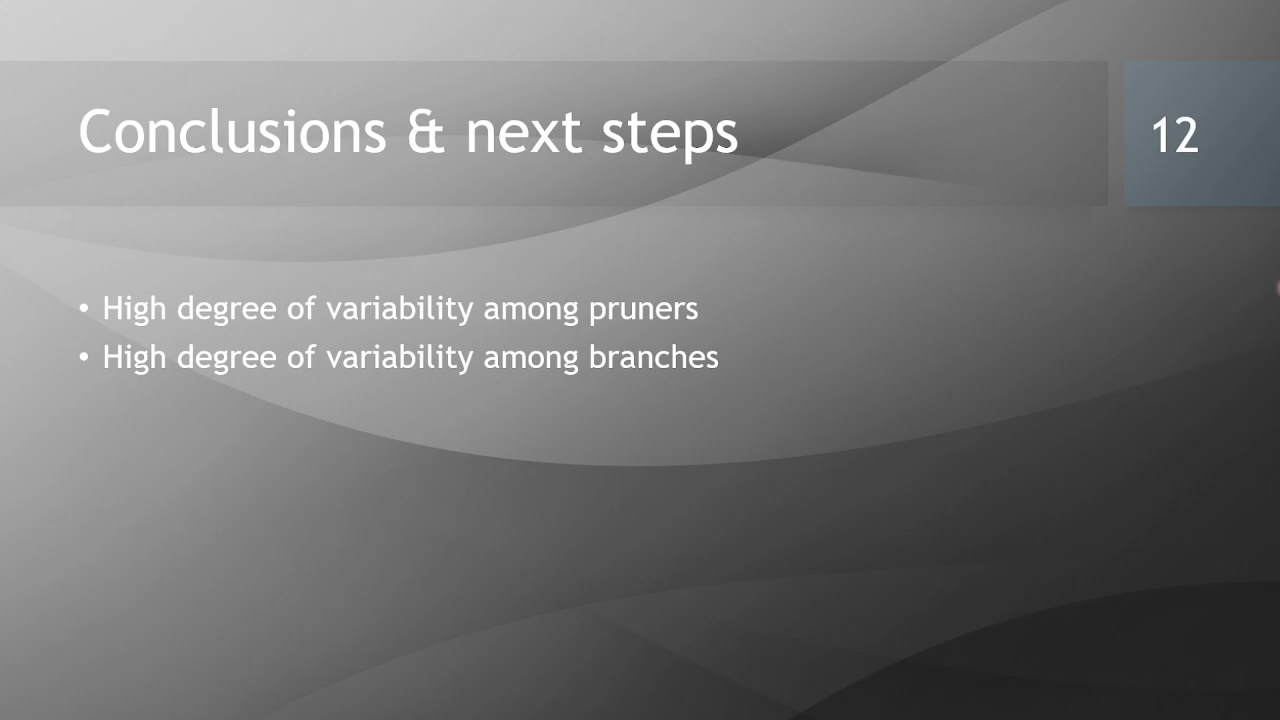 Conclusions & next steps
12
• High degree of variability among pruners
• High degree of variability among branches